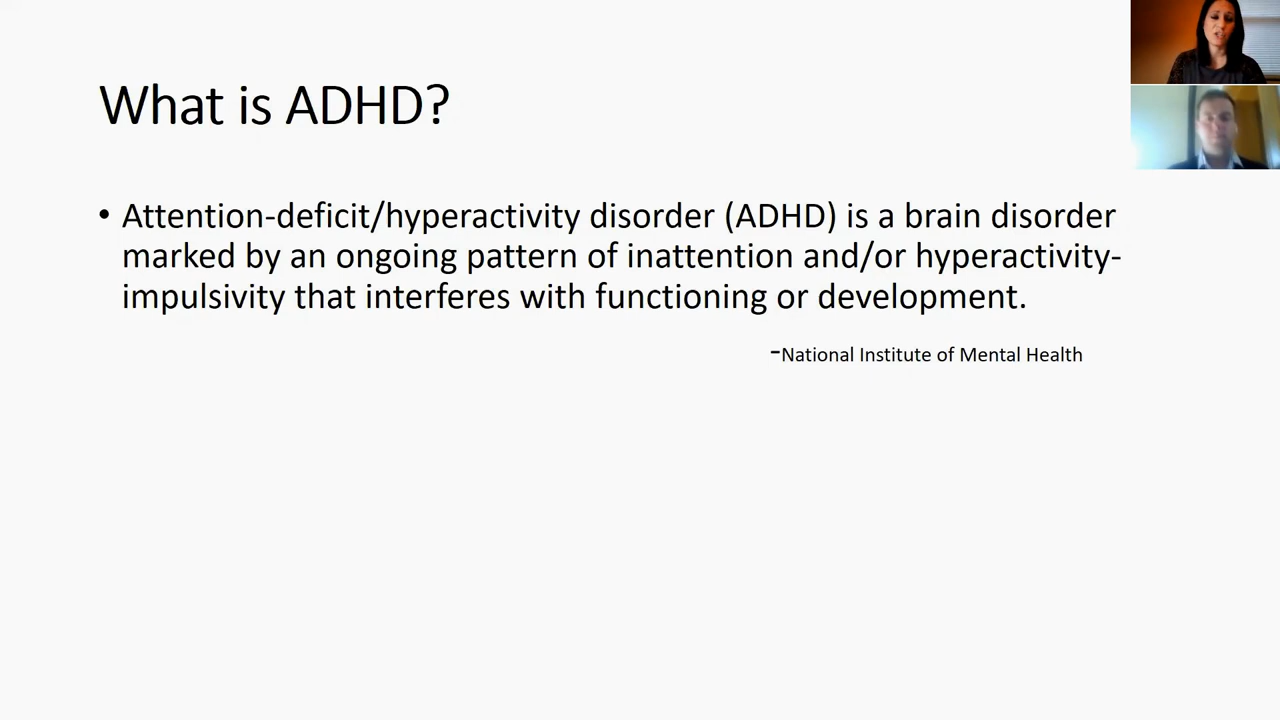 What is ADHD?
• Attention-deficit/hyperactivity disorder (ADHD) is a brain disorder
marked by an ongoing pattern of inattention and/or hyperactivity-
impulsivity that interferes with functioning or development.
-National Institute of Mental Health